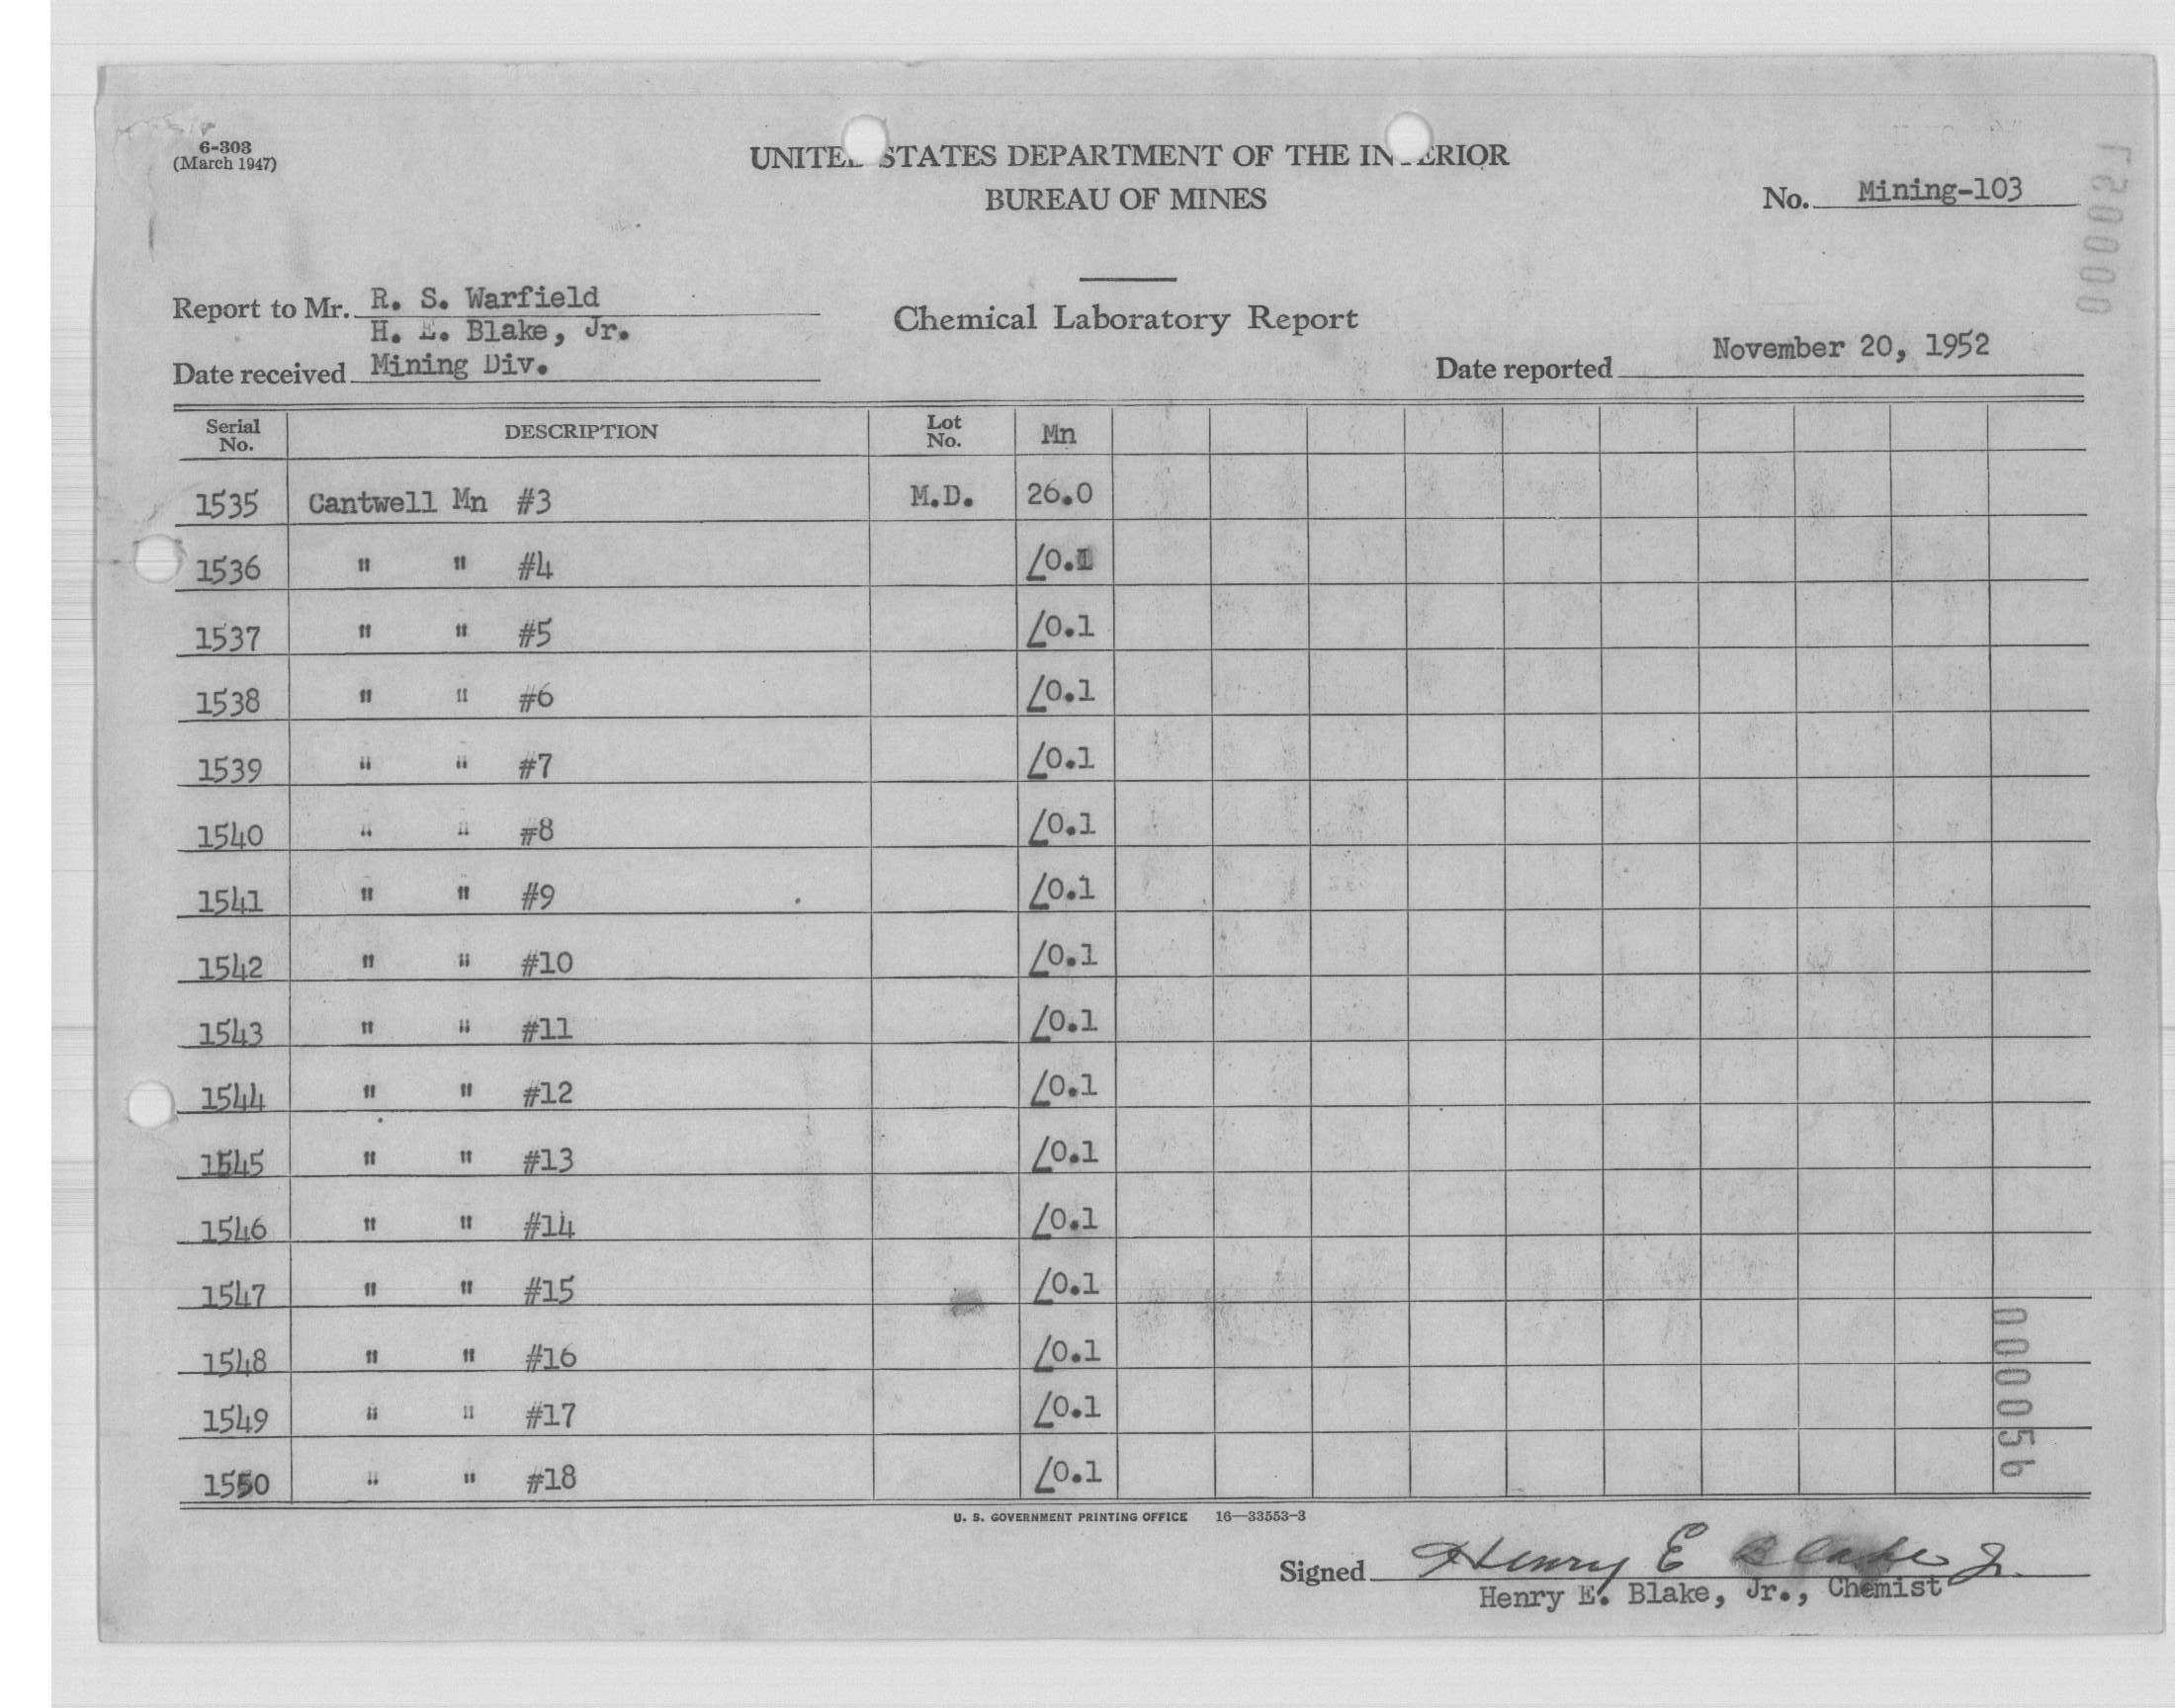 6-303
(March 1947)
UNITED STATES DEPARTMENT OF THE INTERIOR
BUREAU OF MINES
No. Mining-103
Report to Mr. R. S. Warfield
H. E. Blake, Jr.
Chemical Laboratory Report
Date received Mining Div.
Date reported November 20, 1952
Serial No. DESCRIPTION Lot No. Mn
1535 Cantwell Mn #3 M.D. 26.0
1536 " " #4 <0.1
1537 " " #5 <0.1
1538 " " #6 <0.1
1539 " " #7 <0.1
1540 " " #8 <0.1
1541 " " #9 <0.1
1542 " " #10 <0.1
1543 " " #11 <0.1
1544 " " #12 <0.1
1545 " " #13 <0.1
1546 " " #14 <0.1
1547 " " #15 <0.1
1548 " " #16 <0.1
1549 " " #17 <0.1
1550 " " #18 <0.1
U. S. GOVERNMENT PRINTING OFFICE 16—33553-3
Signed Henry E Blake Jr.
Henry E. Blake, Jr., Chemist